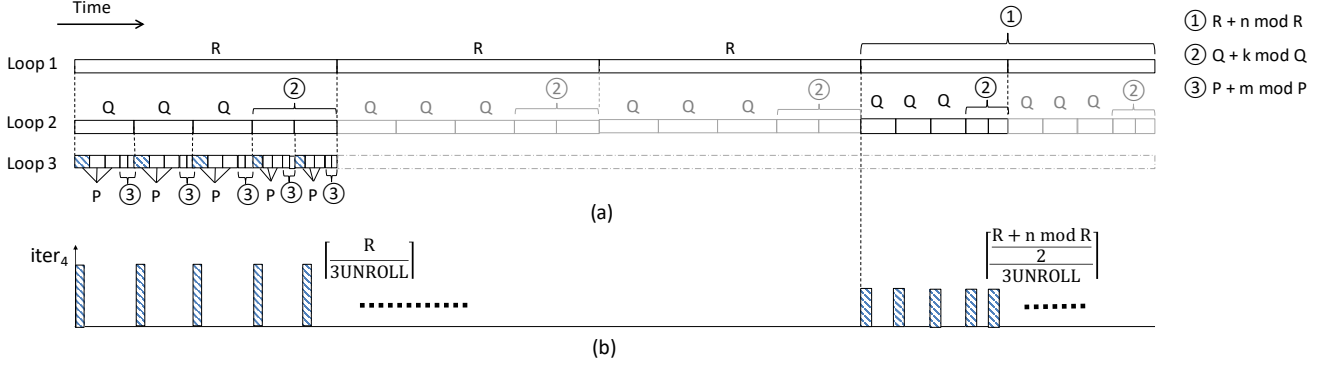 Time
① R + n mod R
② Q + k mod Q
③ P + m mod P
①
R R R
Loop 1
② ② ② ② ②
Q Q Q Q Q Q Q Q Q Q Q Q Q Q Q
Loop 2
Loop 3
P ③ P ③ P ③ P ③ P ③
(a)
iter4
R
3UNROLL
R + n mod R
2
3UNROLL
(b)